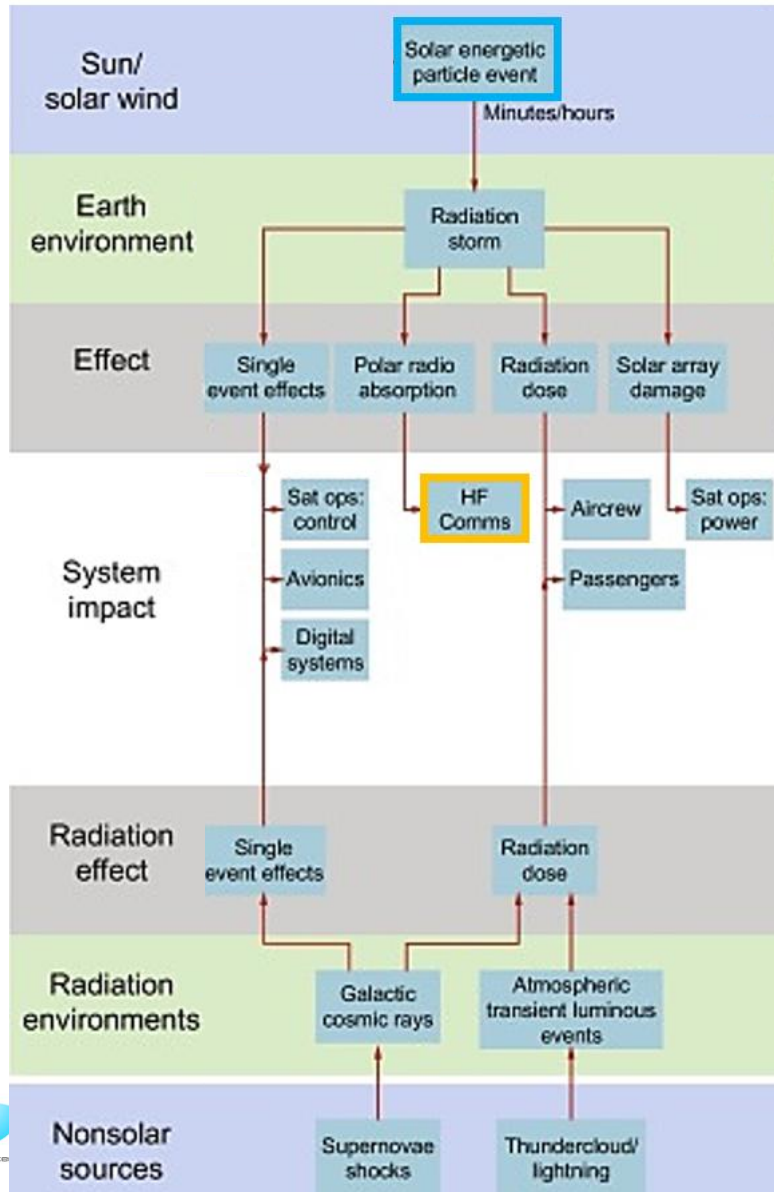 Sun/
solar wind
Solar energetic
particle event
Minutes/hours
Earth
environment
Radiation
storm
Effect
Single
event effects
Polar radio
absorption
Radiation
dose
Solar array
damage
System
impact
Sat ops:
control
HF
Comms
Aircrew
Sat ops:
power
Avionics
Passengers
Digital
systems
Radiation
effect
Single
event effects
Radiation
dose
Radiation
environments
Galactic
cosmic rays
Atmospheric
transient luminous
events
Nonsolar
sources
Supernovae
shocks
Thundercloud/
lightning